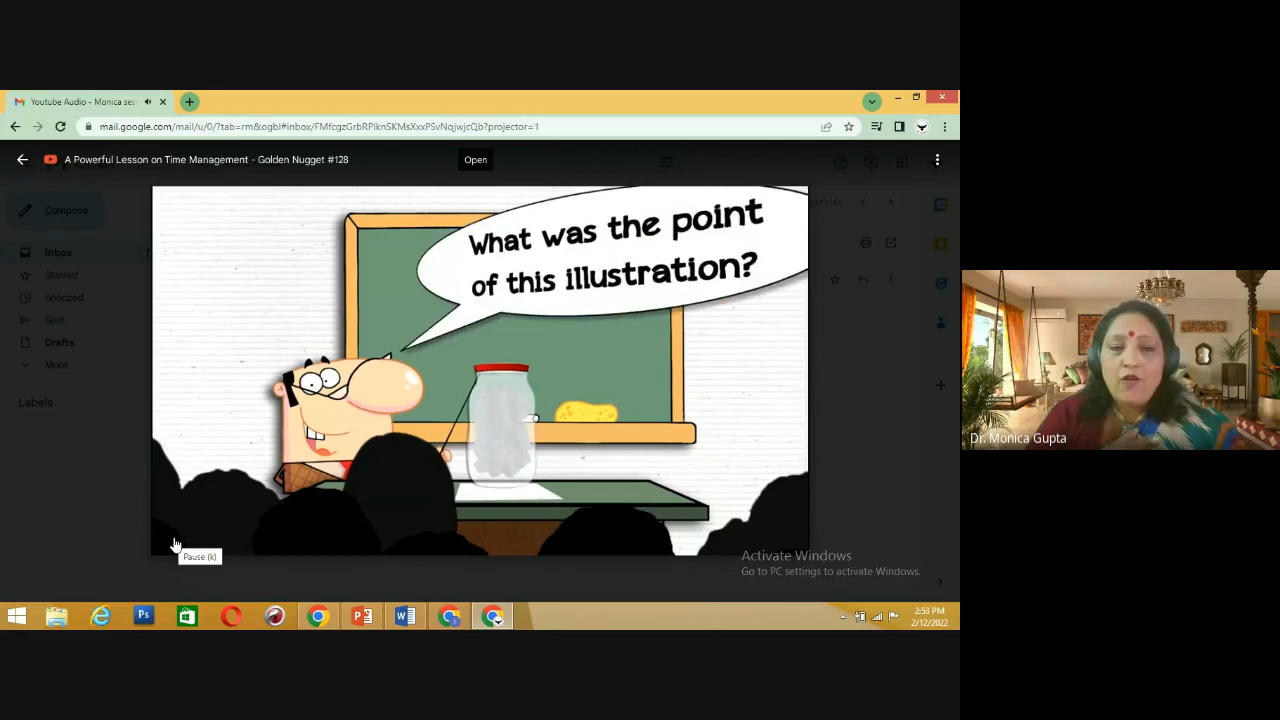 Youtube Audio - Monica ses
mail.google.com/mail/u/0/?tab=rm&ogbl#inbox/FMfcgzGrbRPlknSKMsXxxPSvNqjwjcQb?projector=1
A Powerful Lesson on Time Management - Golden Nugget #128
Open
Compose
Inbox
Starred
Snoozed
Sent
Drafts
More
Labels
What was the point
of this illustration?
Pause (k)
Activate Windows
Go to PC settings to activate Windows.
Dr. Monica Gupta
Ps
2:53 PM
2/12/2022